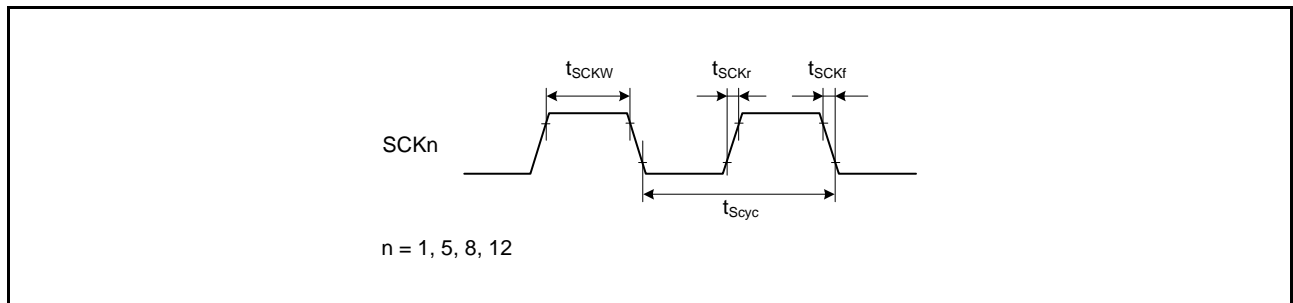 tSCKW tSCKr tSCKf
SCKn
tScyc
n = 1, 5, 8, 12